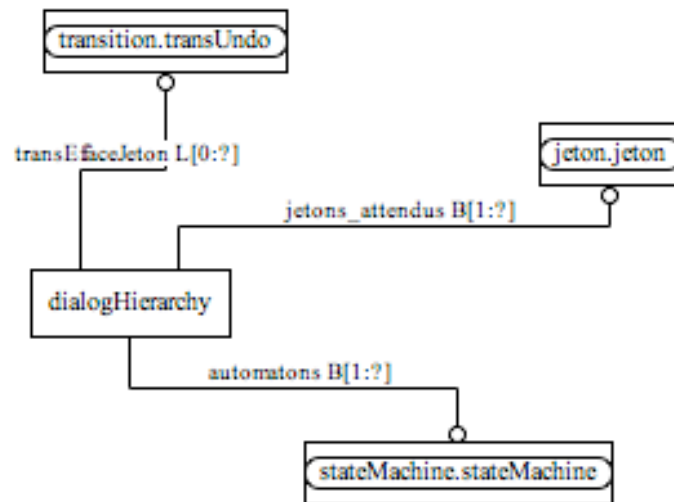 transition.transUndo
transEffaceJeton L[0:?]
jeton.jeton
jetons_attendus B[1:?]
dialogHierarchy
automatons B[1:?]
stateMachine.stateMachine